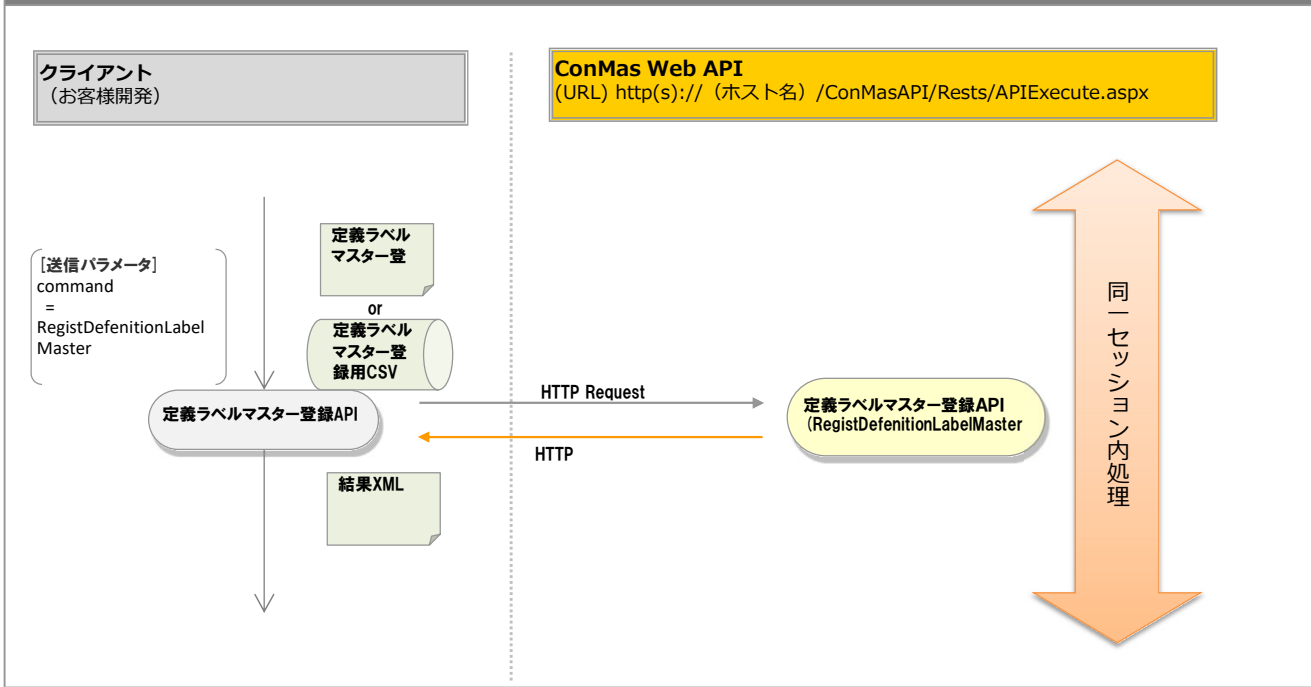 クライアント
（お客様開発）
ConMas Web API
(URL) http(s)://（ホスト名）/ConMasAPI/Rests/APIExecute.aspx
[送信パラメータ]
command
=
RegistDefenitionLabel
Master
定義ラベル
マスター登
or
定義ラベル
マスター登
録用CSV
定義ラベルマスター登録API
HTTP Request
HTTP
定義ラベルマスター登録API
(RegistDefenitionLabelMaster
結果XML
同一セッション内処理